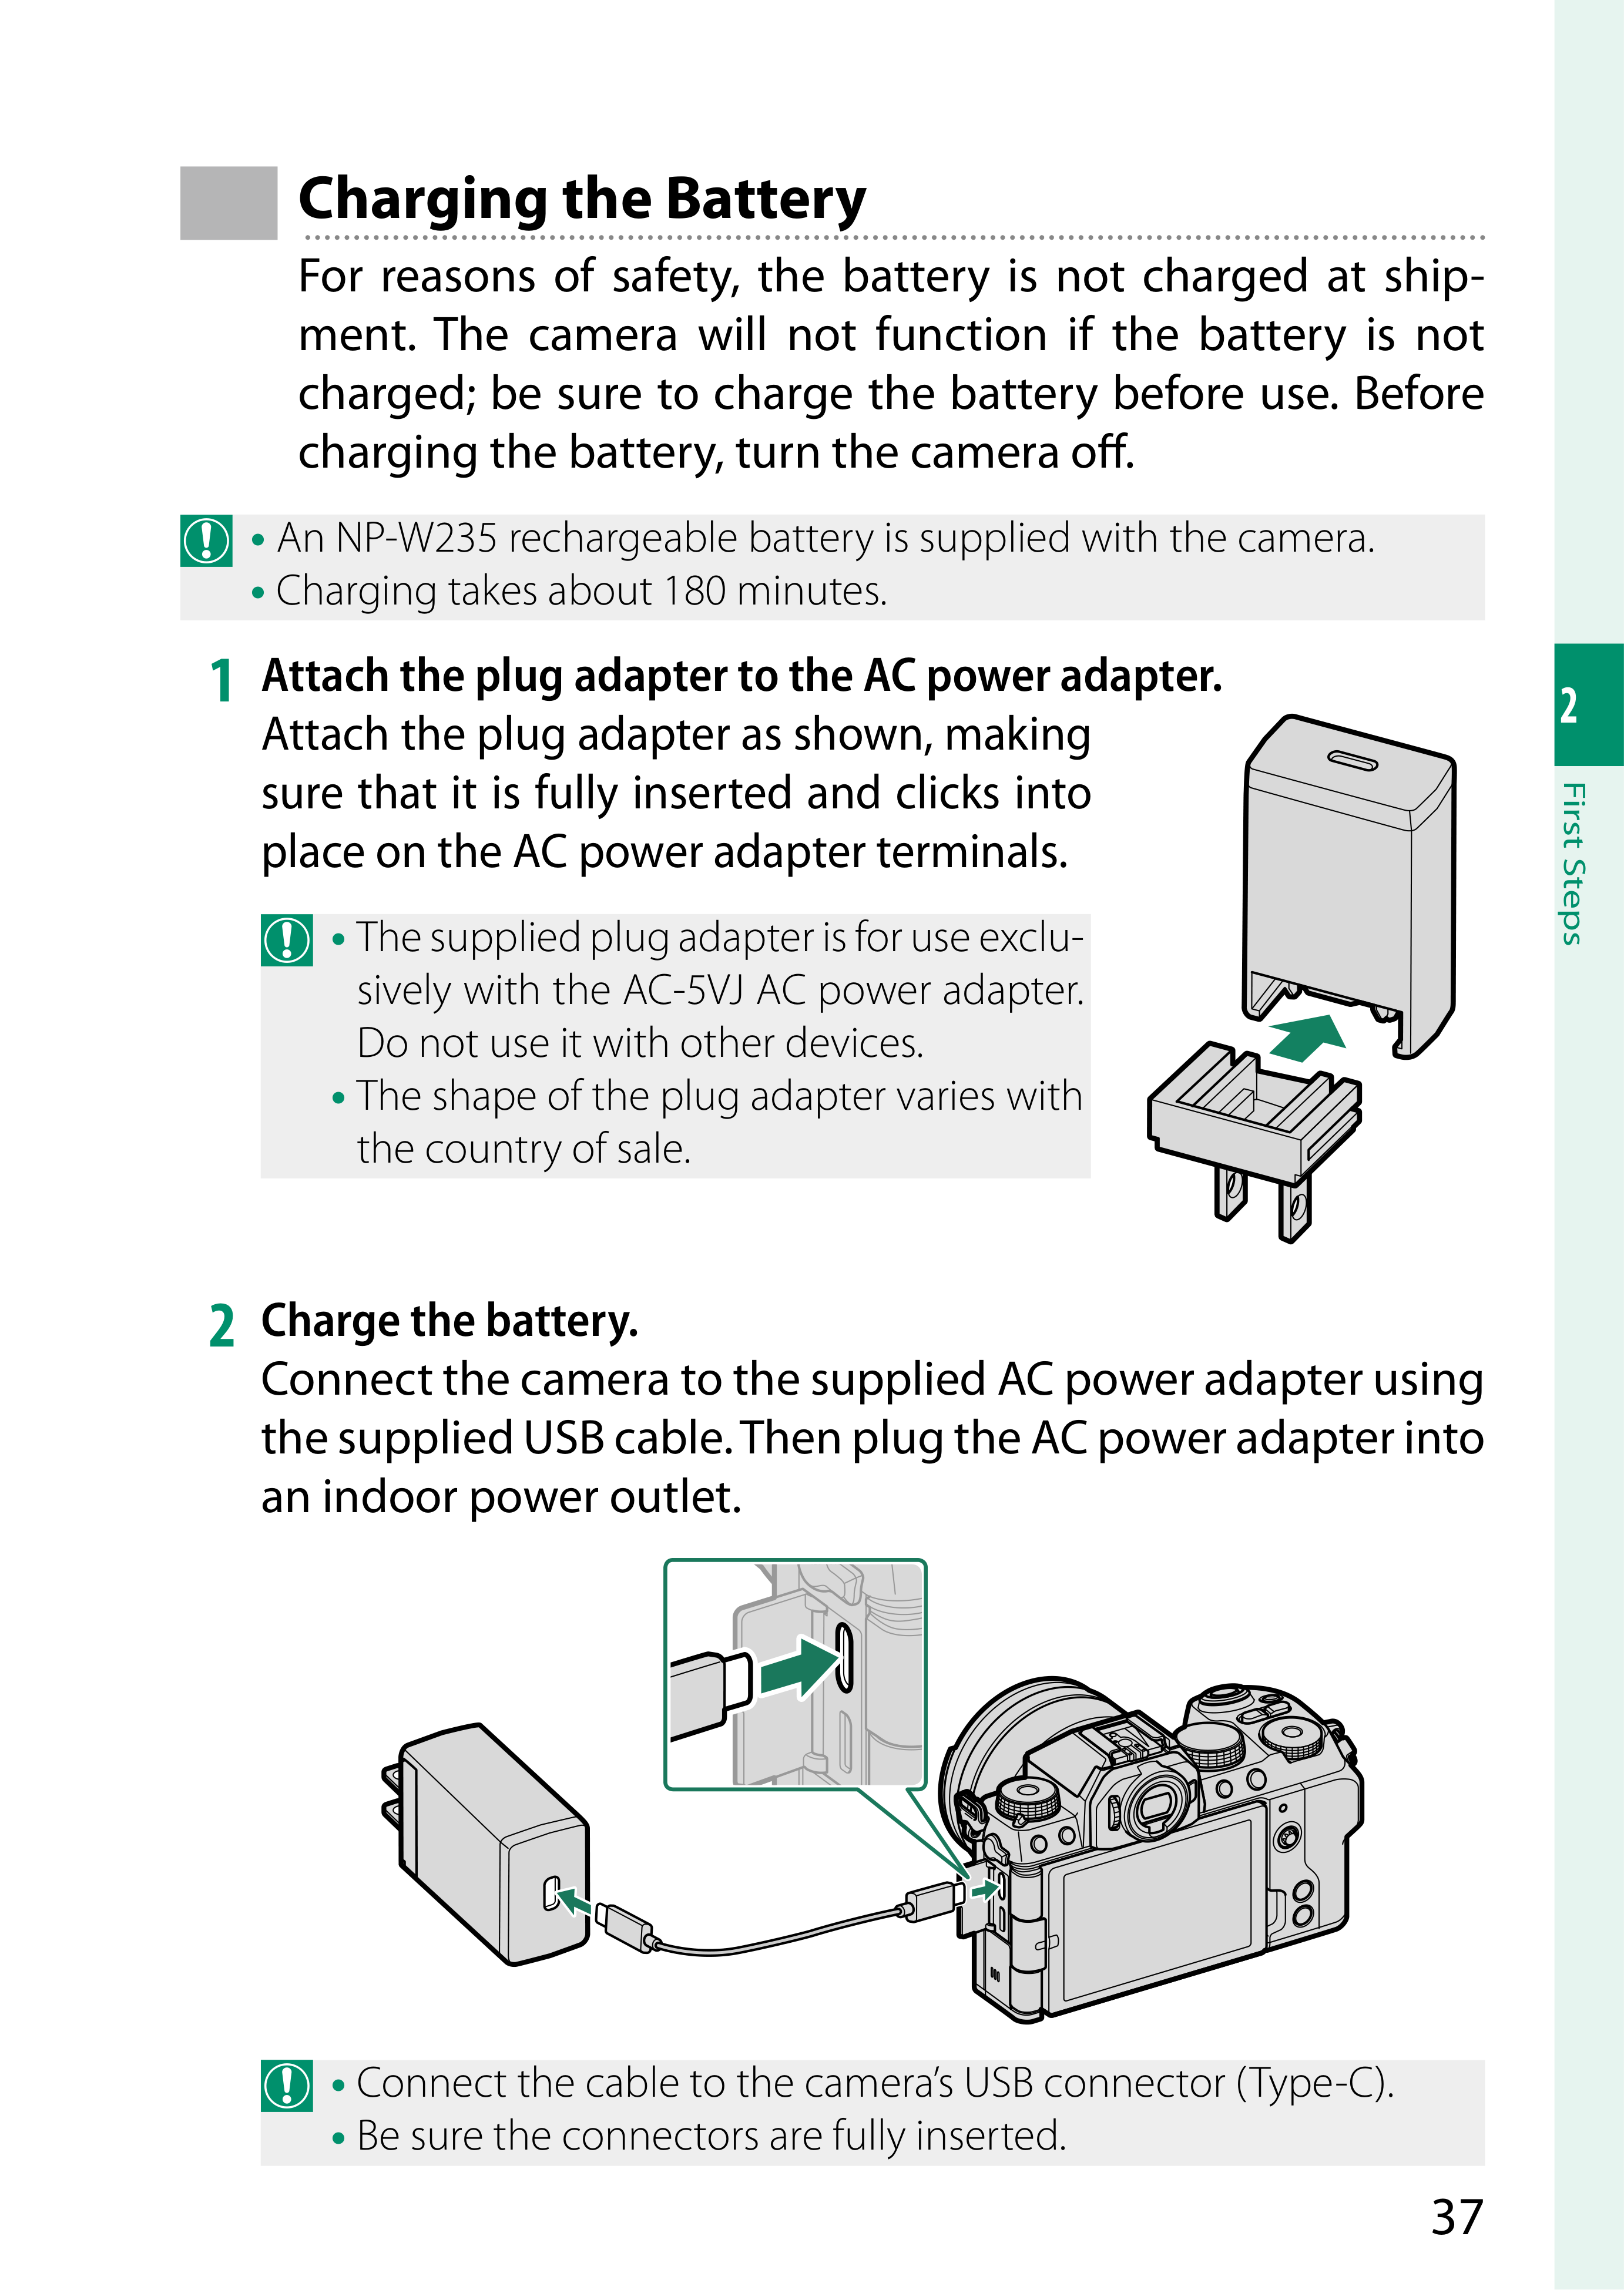 Charging the Battery
For reasons of safety, the battery is not charged at ship-
ment. The camera will not function if the battery is not
charged; be sure to charge the battery before use. Before
charging the battery, turn the camera off.
• An NP-W235 rechargeable battery is supplied with the camera.
• Charging takes about 180 minutes.
1 Attach the plug adapter to the AC power adapter.
Attach the plug adapter as shown, making
sure that it is fully inserted and clicks into
place on the AC power adapter terminals.
• The supplied plug adapter is for use exclu-
sively with the AC-5VJ AC power adapter.
Do not use it with other devices.
• The shape of the plug adapter varies with
the country of sale.
2 Charge the battery.
Connect the camera to the supplied AC power adapter using
the supplied USB cable. Then plug the AC power adapter into
an indoor power outlet.
• Connect the cable to the camera’s USB connector (Type-C).
• Be sure the connectors are fully inserted.
2
First Steps
37